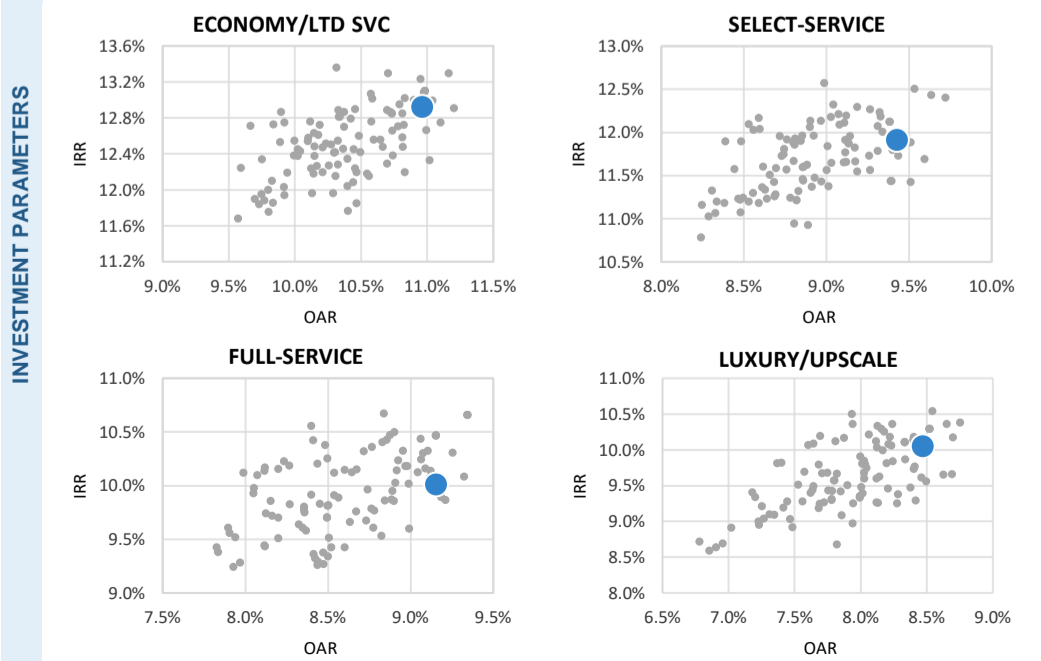 INVESTMENT PARAMETERS
ECONOMY/LTD SVC
13.6%
13.2%
12.8%
12.4%
12.0%
11.6%
11.2%
IRR
9.0% 9.5% 10.0% 10.5% 11.0% 11.5%
OAR
SELECT-SERVICE
13.0%
12.5%
12.0%
11.5%
11.0%
10.5%
IRR
8.0% 8.5% 9.0% 9.5% 10.0%
OAR
FULL-SERVICE
11.0%
10.5%
10.0%
9.5%
9.0%
IRR
7.5% 8.0% 8.5% 9.0% 9.5%
OAR
LUXURY/UPSCALE
11.0%
10.5%
10.0%
9.5%
9.0%
8.5%
8.0%
IRR
6.5% 7.0% 7.5% 8.0% 8.5% 9.0%
OAR